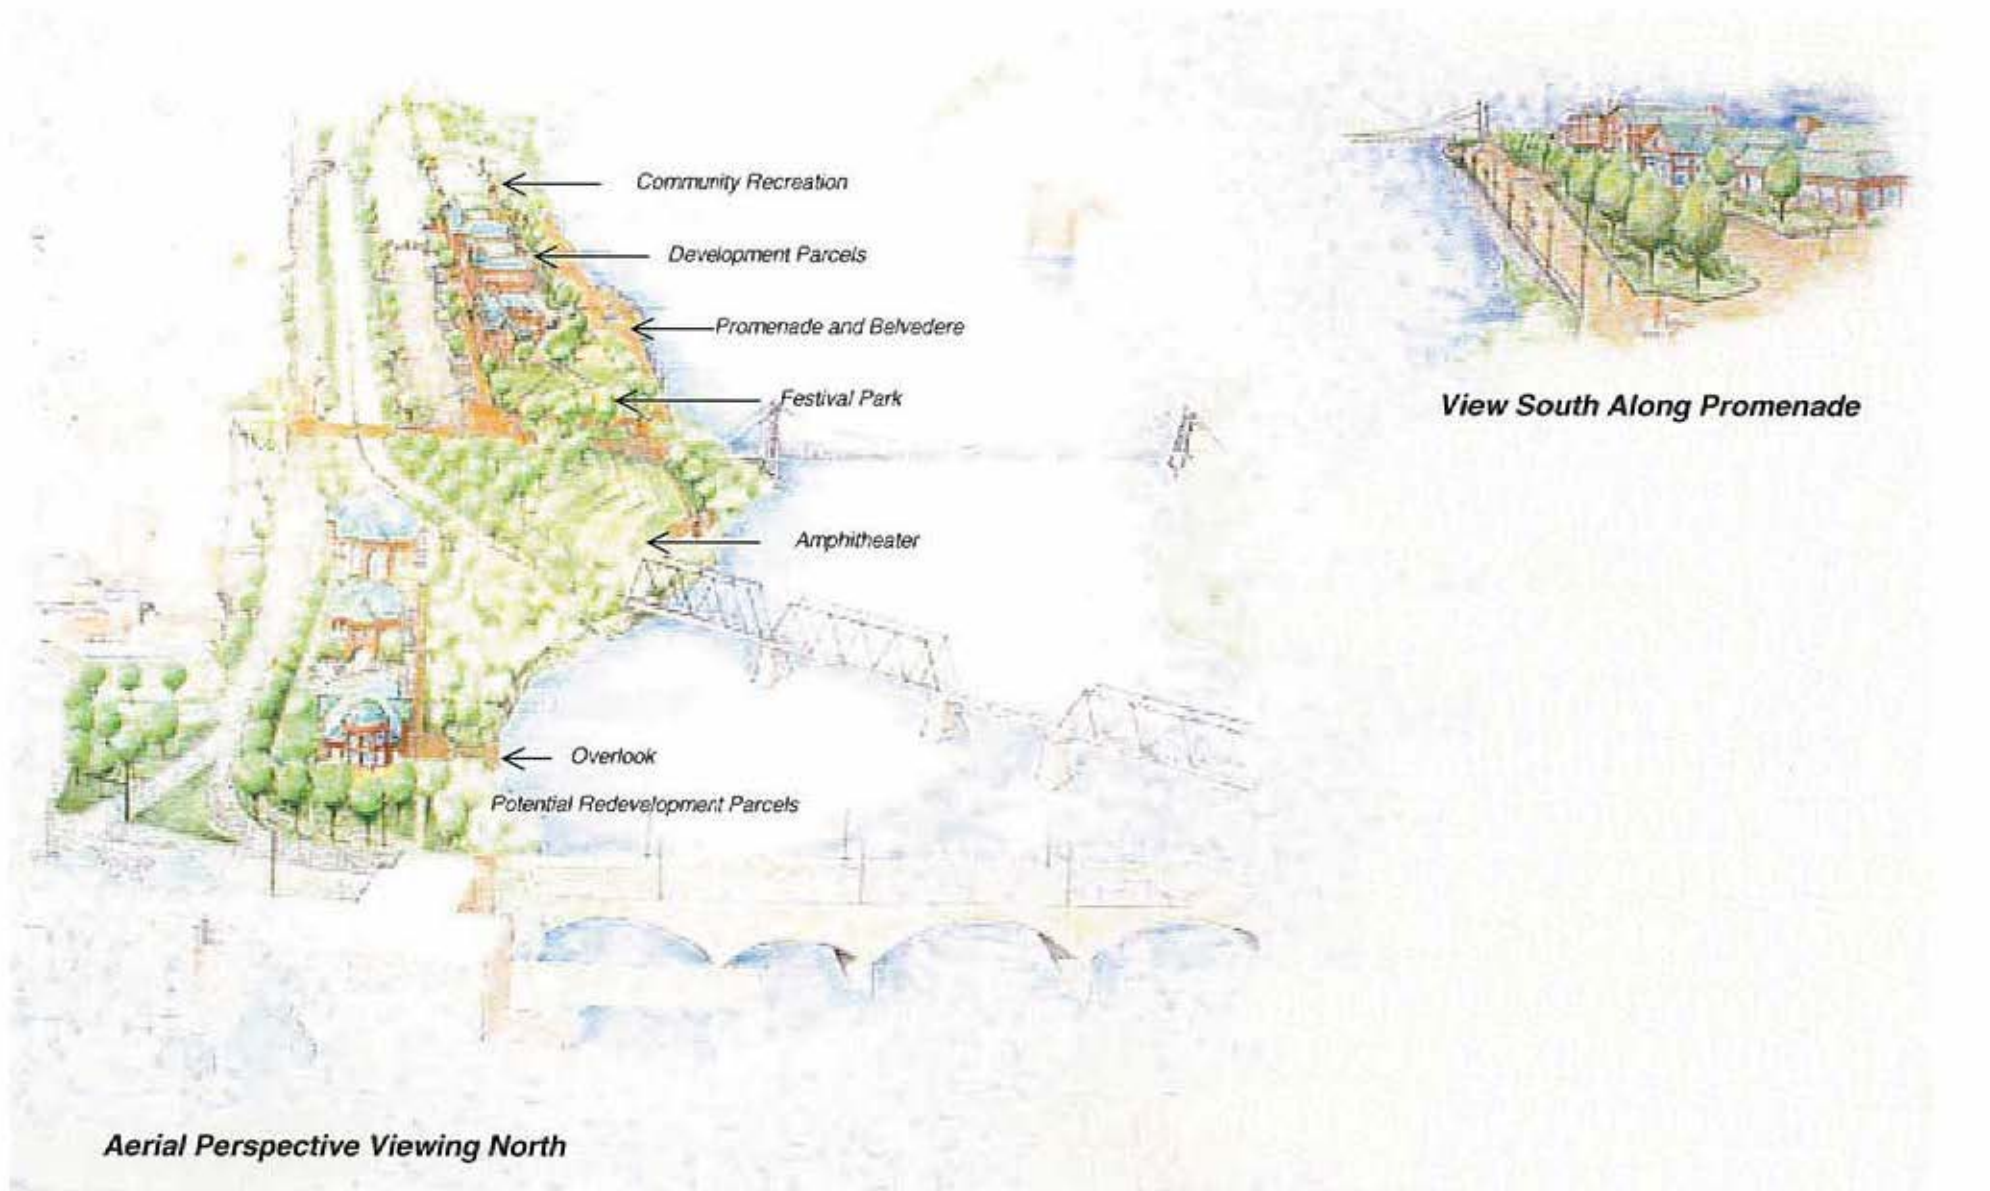 Community Recreation
Development Parcels
Promenade and Belvedere
Festival Park
View South Along Promenade
Amphitheater
Overlook
Potential Redevelopment Parcels
Aerial Perspective Viewing North